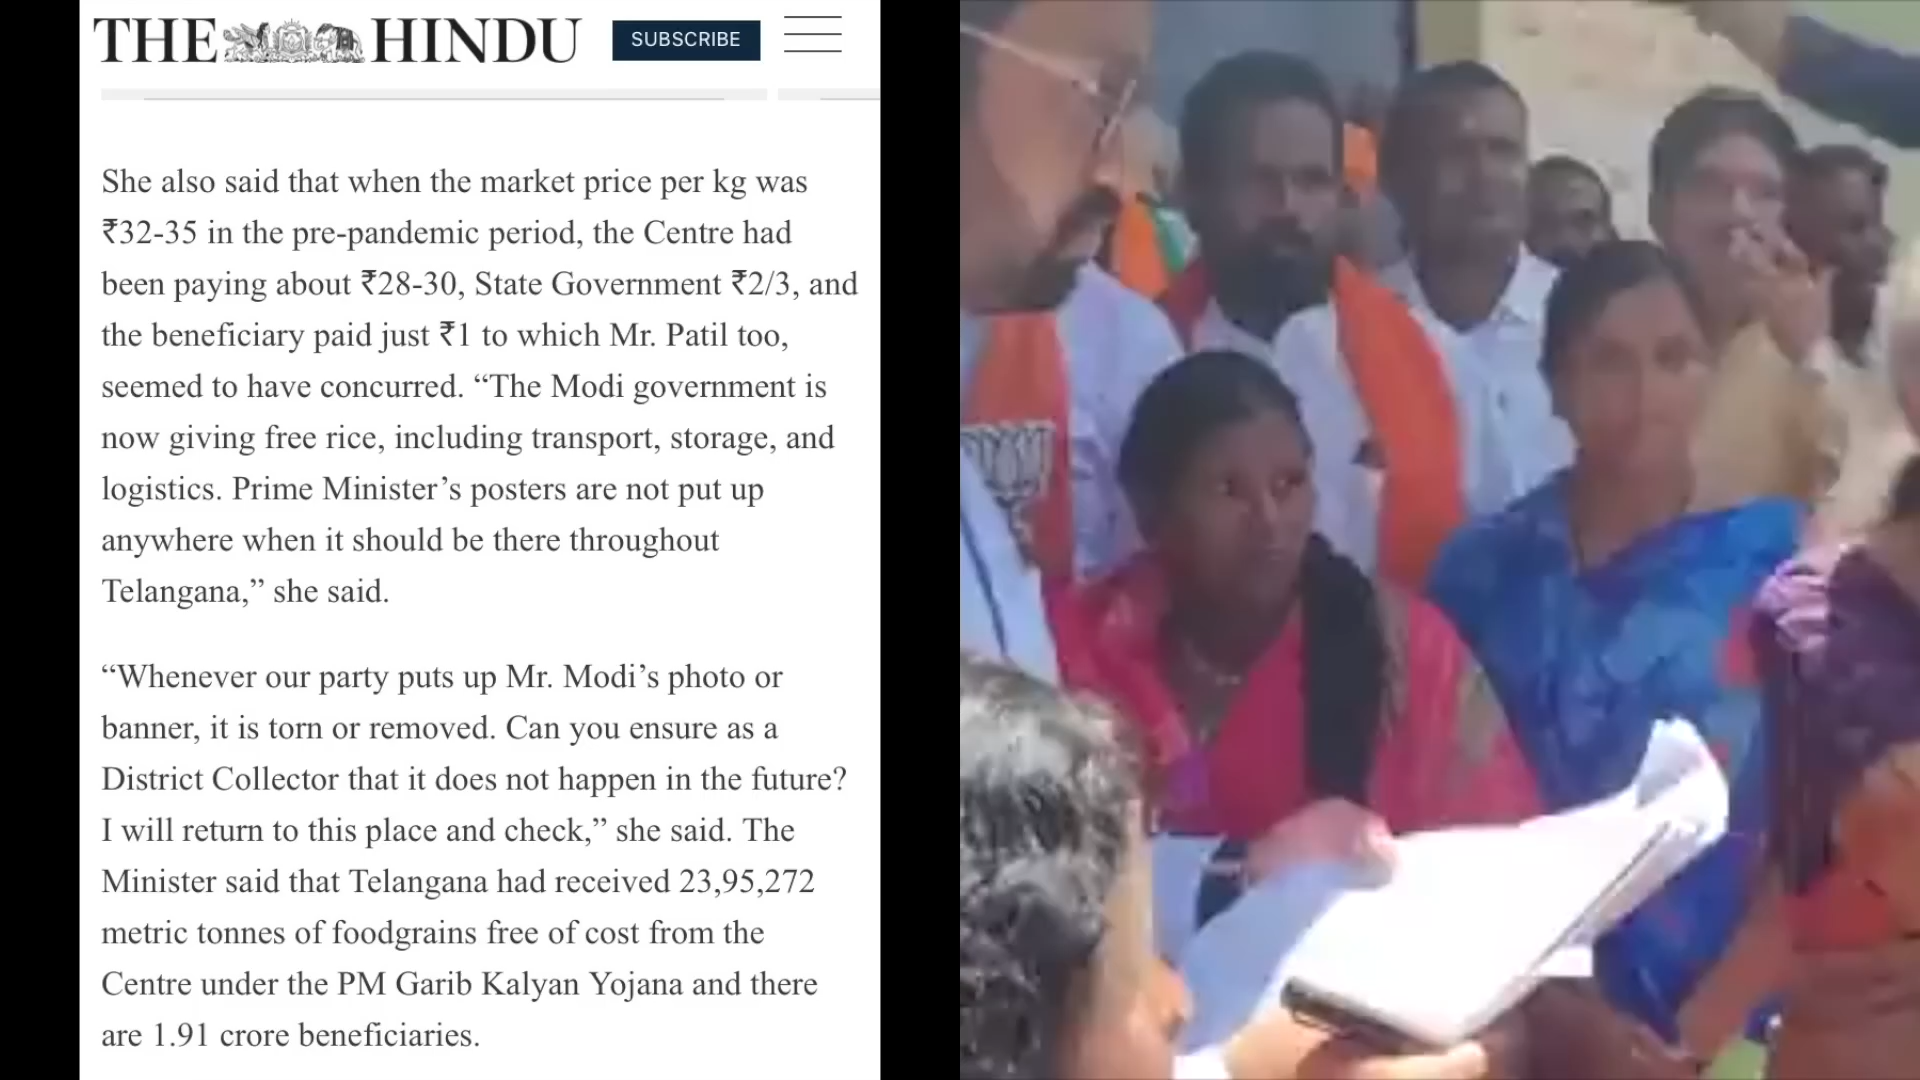 THE HINDU
SUBSCRIBE
She also said that when the market price per kg was
₹32-35 in the pre-pandemic period, the Centre had
been paying about ₹28-30, State Government ₹2/3, and
the beneficiary paid just ₹1 to which Mr. Patil too,
seemed to have concurred. “The Modi government is
now giving free rice, including transport, storage, and
logistics. Prime Minister’s posters are not put up
anywhere when it should be there throughout
Telangana,” she said.
“Whenever our party puts up Mr. Modi’s photo or
banner, it is torn or removed. Can you ensure as a
District Collector that it does not happen in the future?
I will return to this place and check,” she said. The
Minister said that Telangana had received 23,95,272
metric tonnes of foodgrains free of cost from the
Centre under the PM Garib Kalyan Yojana and there
are 1.91 crore beneficiaries.